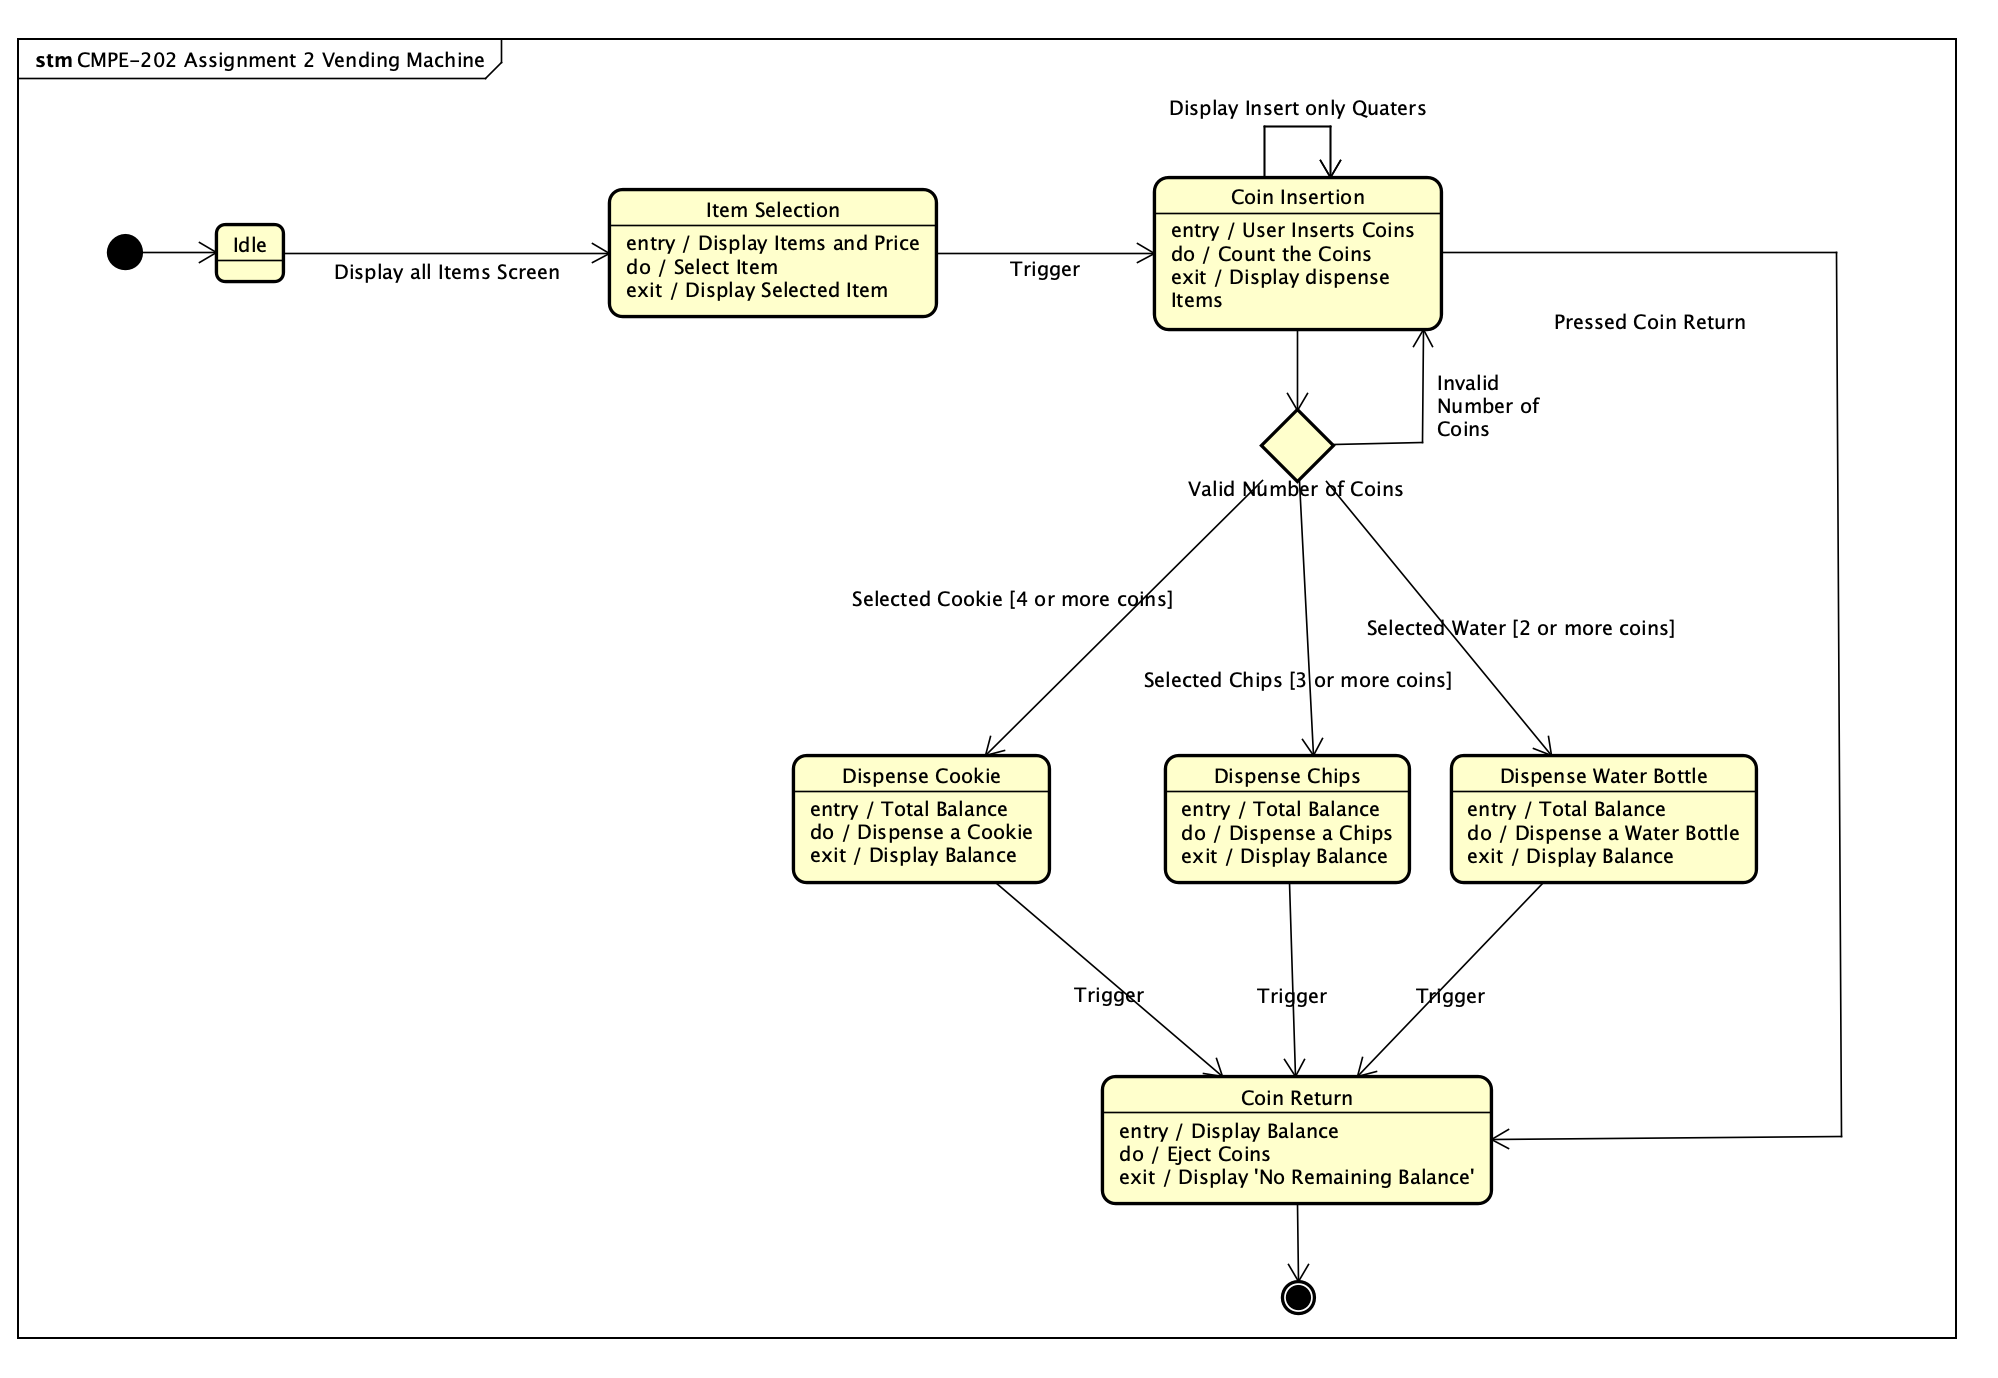 stm CMPE-202 Assignment 2 Vending Machine
Display Insert only Quaters
Idle
Display all Items Screen
Item Selection
entry / Display Items and Price
do / Select Item
exit / Display Selected Item
Trigger
Coin Insertion
entry / User Inserts Coins
do / Count the Coins
exit / Display dispense
Items
Pressed Coin Return
Invalid
Number of
Coins
Valid Number of Coins
Selected Cookie [4 or more coins]
Selected Water [2 or more coins]
Selected Chips [3 or more coins]
Dispense Cookie
entry / Total Balance
do / Dispense a Cookie
exit / Display Balance
Dispense Chips
entry / Total Balance
do / Dispense a Chips
exit / Display Balance
Dispense Water Bottle
entry / Total Balance
do / Dispense a Water Bottle
exit / Display Balance
Trigger
Trigger
Trigger
Coin Return
entry / Display Balance
do / Eject Coins
exit / Display 'No Remaining Balance'